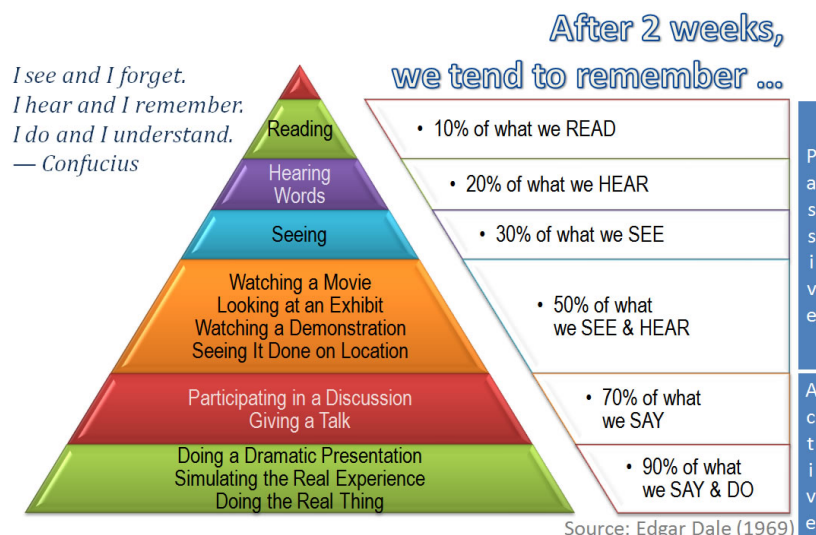 After 2 weeks,
we tend to remember ...
I see and I forget.
I hear and I remember.
I do and I understand.
— Confucius
Reading
Hearing
Words
Seeing
Watching a Movie
Looking at an Exhibit
Watching a Demonstration
Seeing It Done on Location
Participating in a Discussion
Giving a Talk
Doing a Dramatic Presentation
Simulating the Real Experience
Doing the Real Thing
• 10% of what we READ
• 20% of what we HEAR
• 30% of what we SEE
• 50% of what
we SEE & HEAR
• 70% of what
we SAY
• 90% of what
we SAY & DO
Passive
Active
Source: Edgar Dale (1969)